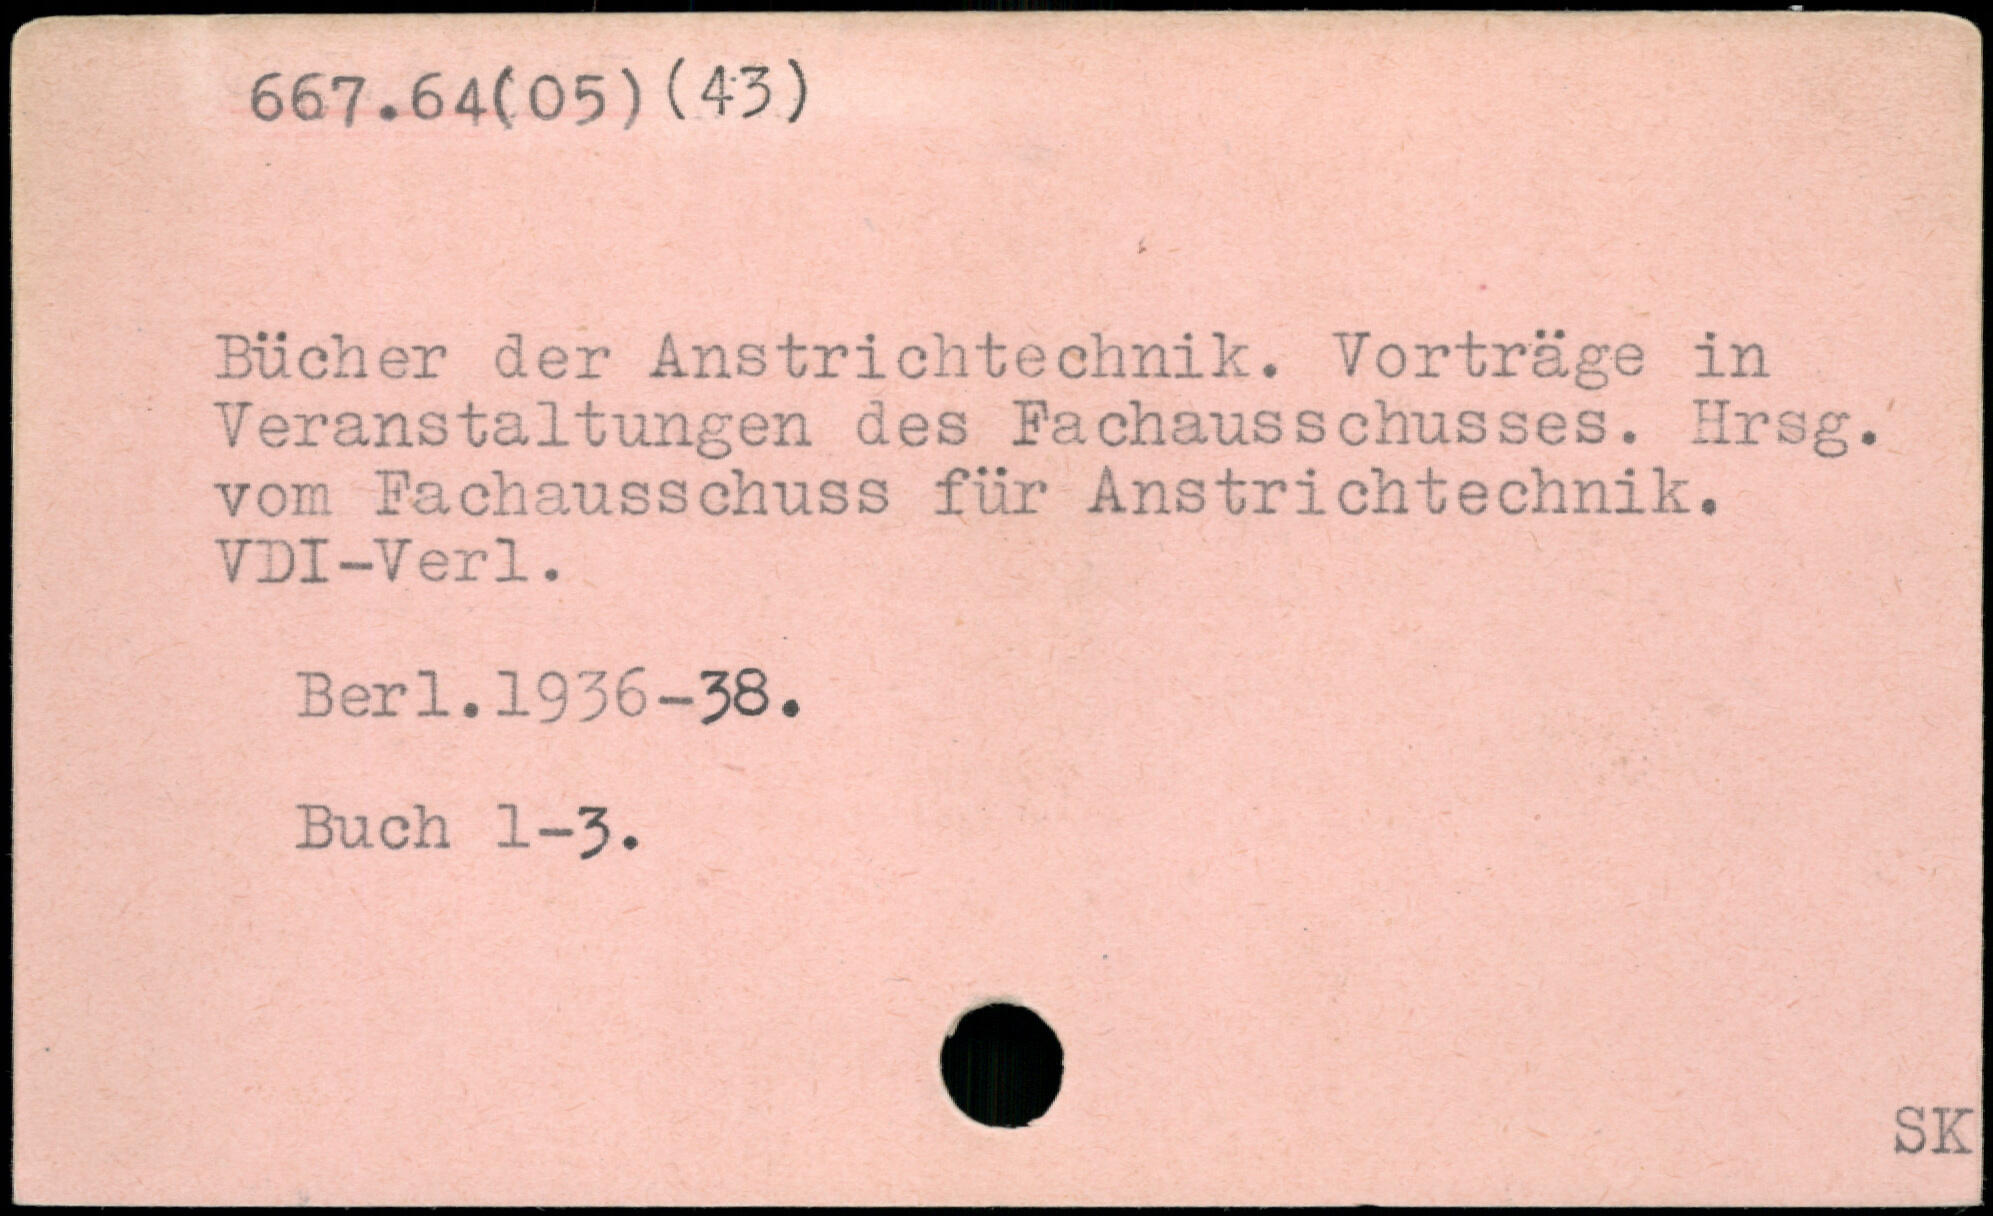 667.64(05)(43)
Bücher der Anstrichtechnik. Vorträge in
Veranstaltungen des Fachausschusses. Hrsg.
vom Fachausschuss für Anstrichtechnik.
VDI-Verl.
Berl.1936-38.
Buch 1-3.
SK